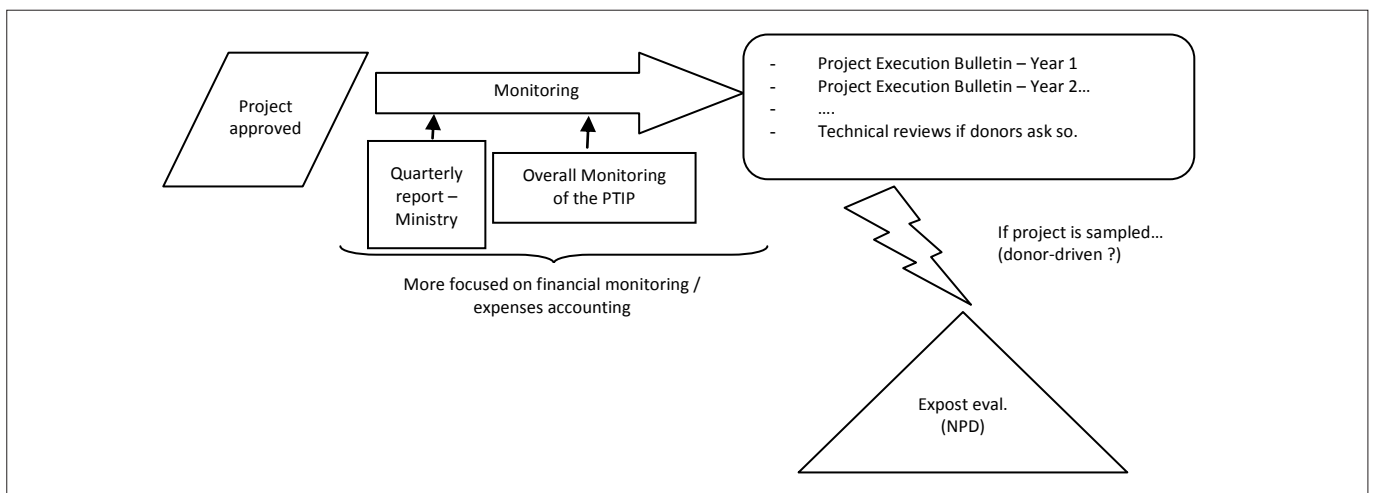 Project
approved
Monitoring
Quarterly
report –
Ministry
Overall Monitoring
of the PTIP
More focused on financial monitoring /
expenses accounting
- Project Execution Bulletin – Year 1
- Project Execution Bulletin – Year 2...
- ....
- Technical reviews if donors ask so.
If project is sampled...
(donor-driven ?)
Expost eval.
(NPD)